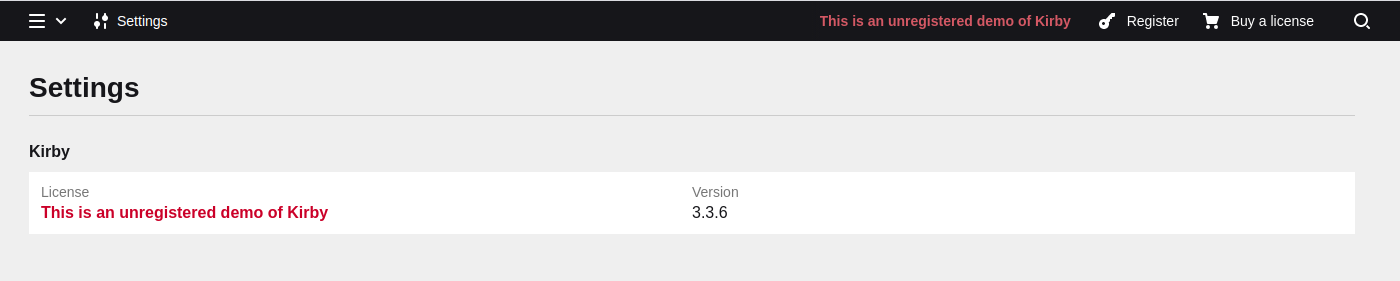 Settings This is an unregistered demo of Kirby Register Buy a license
Settings
Kirby
License Version
This is an unregistered demo of Kirby 3.3.6